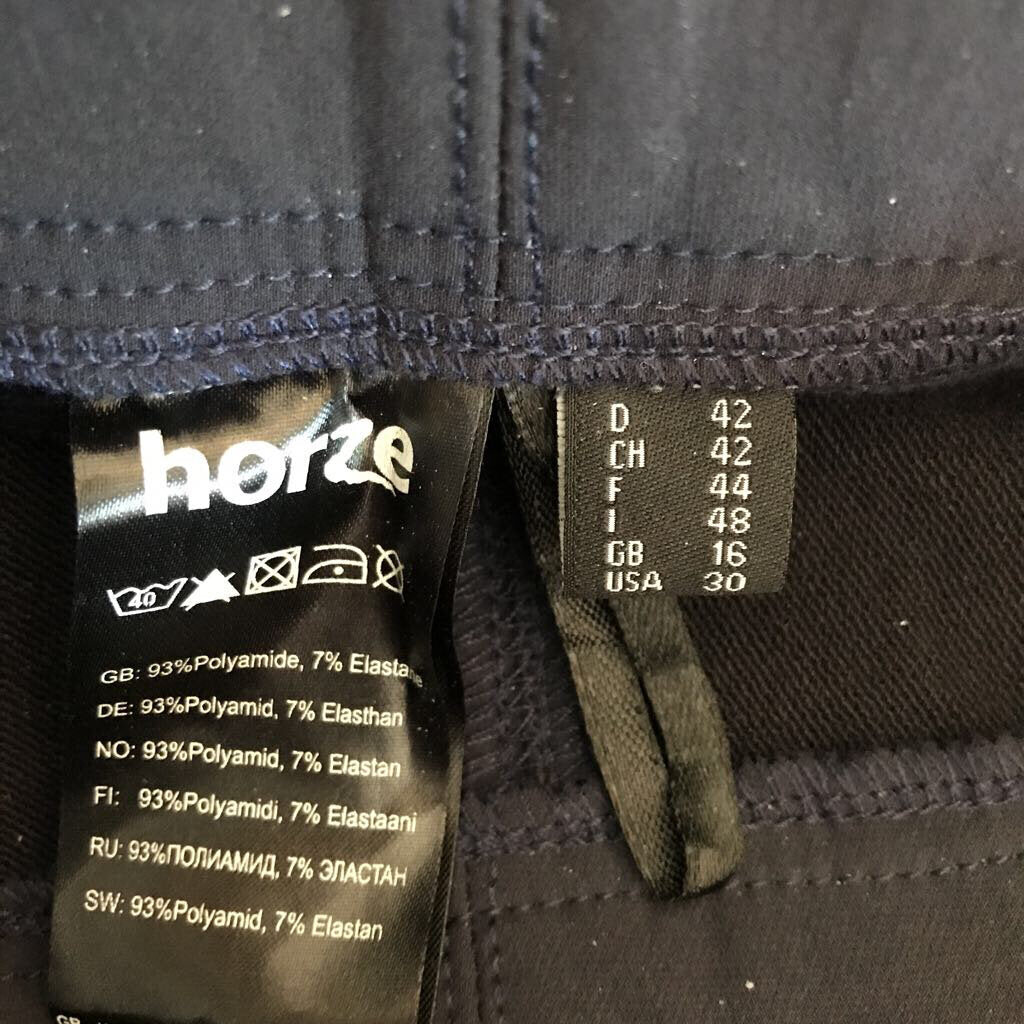 horze
40
GB: 93%Polyamide, 7% Elastane
DE: 93%Polyamid, 7% Elasthan
NO: 93%Polyamid, 7% Elastan
FI: 93%Polyamidi, 7% Elastaani
RU: 93%ПОЛИАМИД, 7% ЭЛАСТАН
SW: 93%Polyamid, 7% Elastan
GB
D 42
CH 42
F 44
I 48
GB 16
USA 30